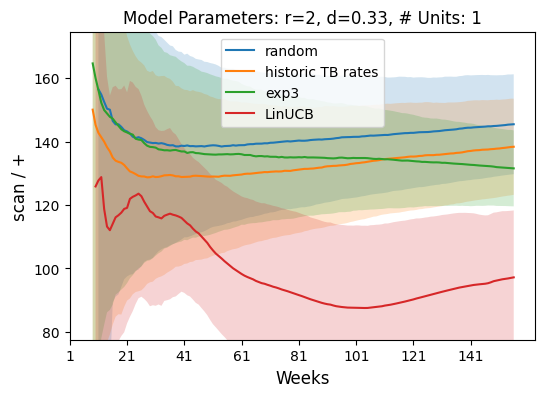 Model Parameters: r=2, d=0.33, # Units: 1
random
historic TB rates
exp3
LinUCB
scan / +
160
140
120
100
80
1 21 41 61 81 101 121 141
Weeks